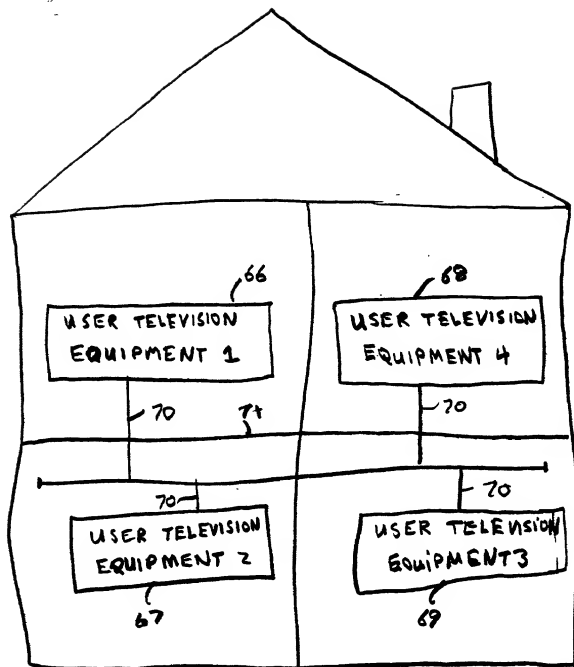 66
USER TELEVISION
EQUIPMENT 1
68
USER TELEVISION
EQUIPMENT 4
70
70
70
70
USER TELEVISION
EQUIPMENT 2
67
USER TELEVISION
EQUIPMENT 3
69